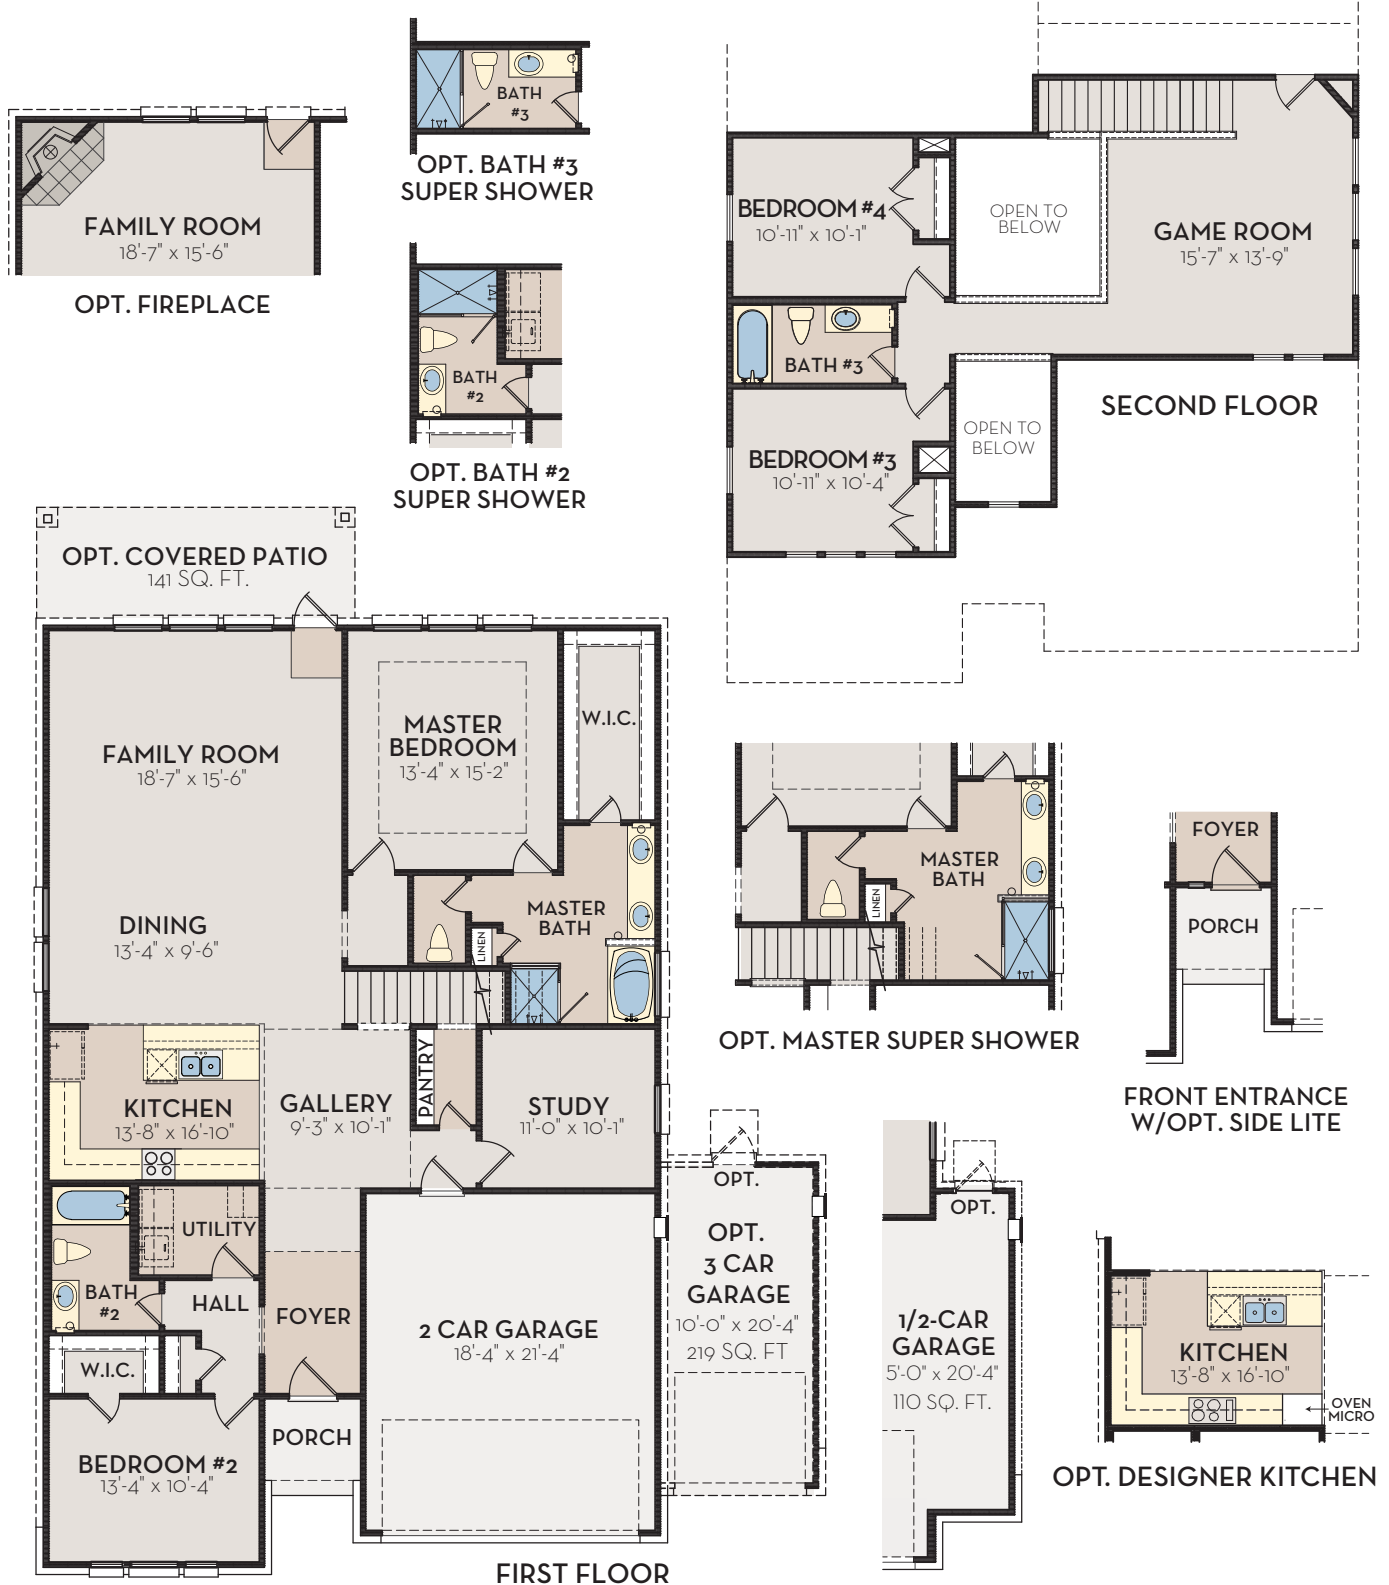 FAMILY ROOM
18'-7" x 15'-6"
OPT. FIREPLACE
BATH
#3
OPT. BATH #3
SUPER SHOWER
BATH
#2
OPT. BATH #2
SUPER SHOWER
BEDROOM #4
10'-11" x 10'-1"
OPEN TO
BELOW
GAME ROOM
15'-7" x 13'-9"
BATH #3
BEDROOM #3
10'-11" x 10'-4"
OPEN TO
BELOW
SECOND FLOOR
OPT. COVERED PATIO
141 SQ. FT.
FAMILY ROOM
18'-7" x 15'-6"
MASTER
BEDROOM
13'-4" x 15'-2"
W.I.C.
DINING
13'-4" x 9'-6"
MASTER
BATH
LINEN
KITCHEN
13'-8" x 16'-10"
GALLERY
9'-3" x 10'-1"
PANTRY
STUDY
11'-0" x 10'-1"
UTILITY
BATH
#2
HALL
FOYER
W.I.C.
BEDROOM #2
13'-4" x 10'-4"
PORCH
2 CAR GARAGE
18'-4" x 21'-4"
OPT.
OPT.
3 CAR
GARAGE
10'-0" x 20'-4"
219 SQ. FT
FIRST FLOOR
MASTER
BATH
LINEN
OPT. MASTER SUPER SHOWER
FOYER
PORCH
FRONT ENTRANCE
W/OPT. SIDE LITE
OPT.
1/2-CAR
GARAGE
5'-0" x 20'-4"
110 SQ. FT.
KITCHEN
13'-8" x 16'-10"
OVEN
MICRO
OPT. DESIGNER KITCHEN